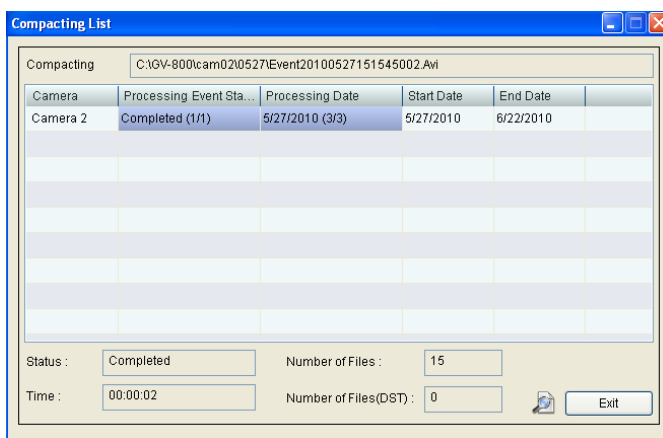 Compacting List
Compacting C:\GV-800\cam02\0527\Event20100527151545002.Avi
Camera Processing Event Sta... Processing Date Start Date End Date
Camera 2 Completed (1/1) 5/27/2010 (3/3) 5/27/2010 6/22/2010
Status : Completed Number of Files : 15
Time : 00:00:02 Number of Files(DST) : 0 Exit